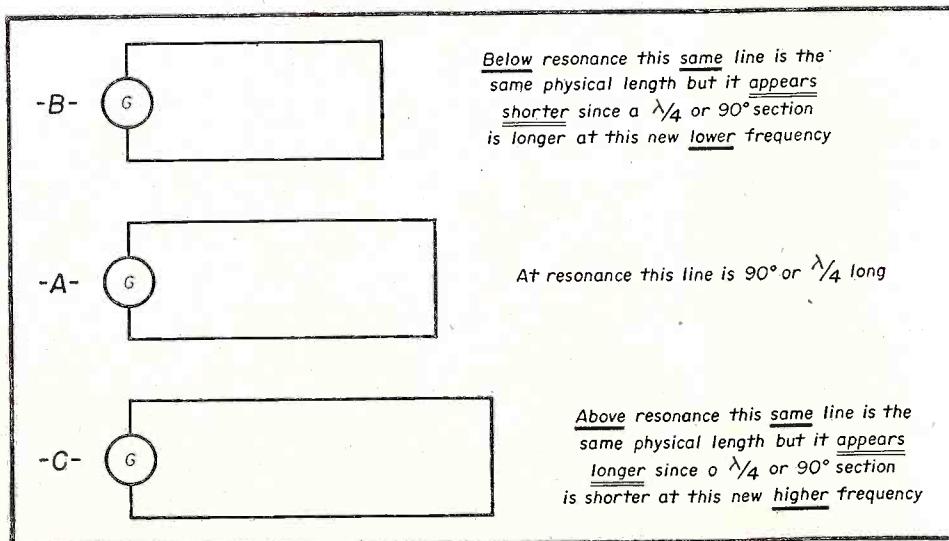 -B-
G
Below resonance this same line is the
same physical length but it appears
shorter since a λ/4 or 90° section
is longer at this new lower frequency
-A-
G
At resonance this line is 90° or λ/4 long
-C-
G
Above resonance this same line is the
same physical length but it appears
longer since o λ/4 or 90° section
is shorter at this new higher frequency